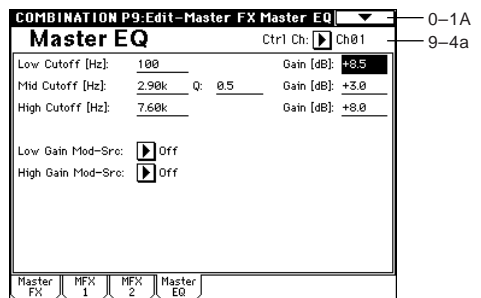 COMBINATION P9:Edit-Master FX Master EQ 0–1A
Master EQ Ctrl Ch: Ch01 9–4a
Low Cutoff [Hz]: 100 Gain [dB]: +8.5
Mid Cutoff [Hz]: 2.90k Q: 0.5 Gain [dB]: +3.0
High Cutoff [Hz]: 7.60k Gain [dB]: +8.0
Low Gain Mod-Src: Off
High Gain Mod-Src: Off
Master FX MFX 1 MFX 2 Master EQ